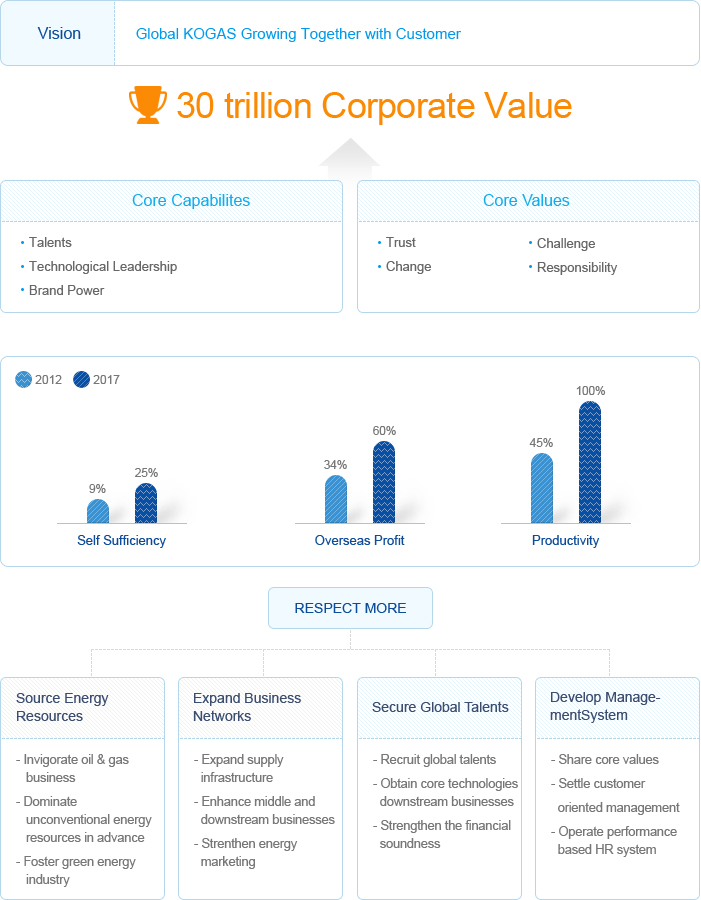 Vision
Global KOGAS Growing Together with Customer
30 trillion Corporate Value
Core Capabilites
· Talents
· Technological Leadership
· Brand Power
Core Values
· Trust
· Change
· Challenge
· Responsibility
2012 2017
9%
25%
Self Sufficiency
34%
60%
Overseas Profit
45%
100%
Productivity
RESPECT MORE
Source Energy
Resources
- Invigorate oil & gas
business
- Dominate
unconventional energy
resources in advance
- Foster green energy
industry
Expand Business
Networks
- Expand supply
infrastructure
- Enhance middle and
downstream businesses
- Strenthen energy
marketing
Secure Global Talents
- Recruit global talents
- Obtain core technologies
downstream businesses
- Strengthen the financial
soundness
Develop Manage-
mentSystem
- Share core values
- Settle customer
oriented management
- Operate performance
based HR system